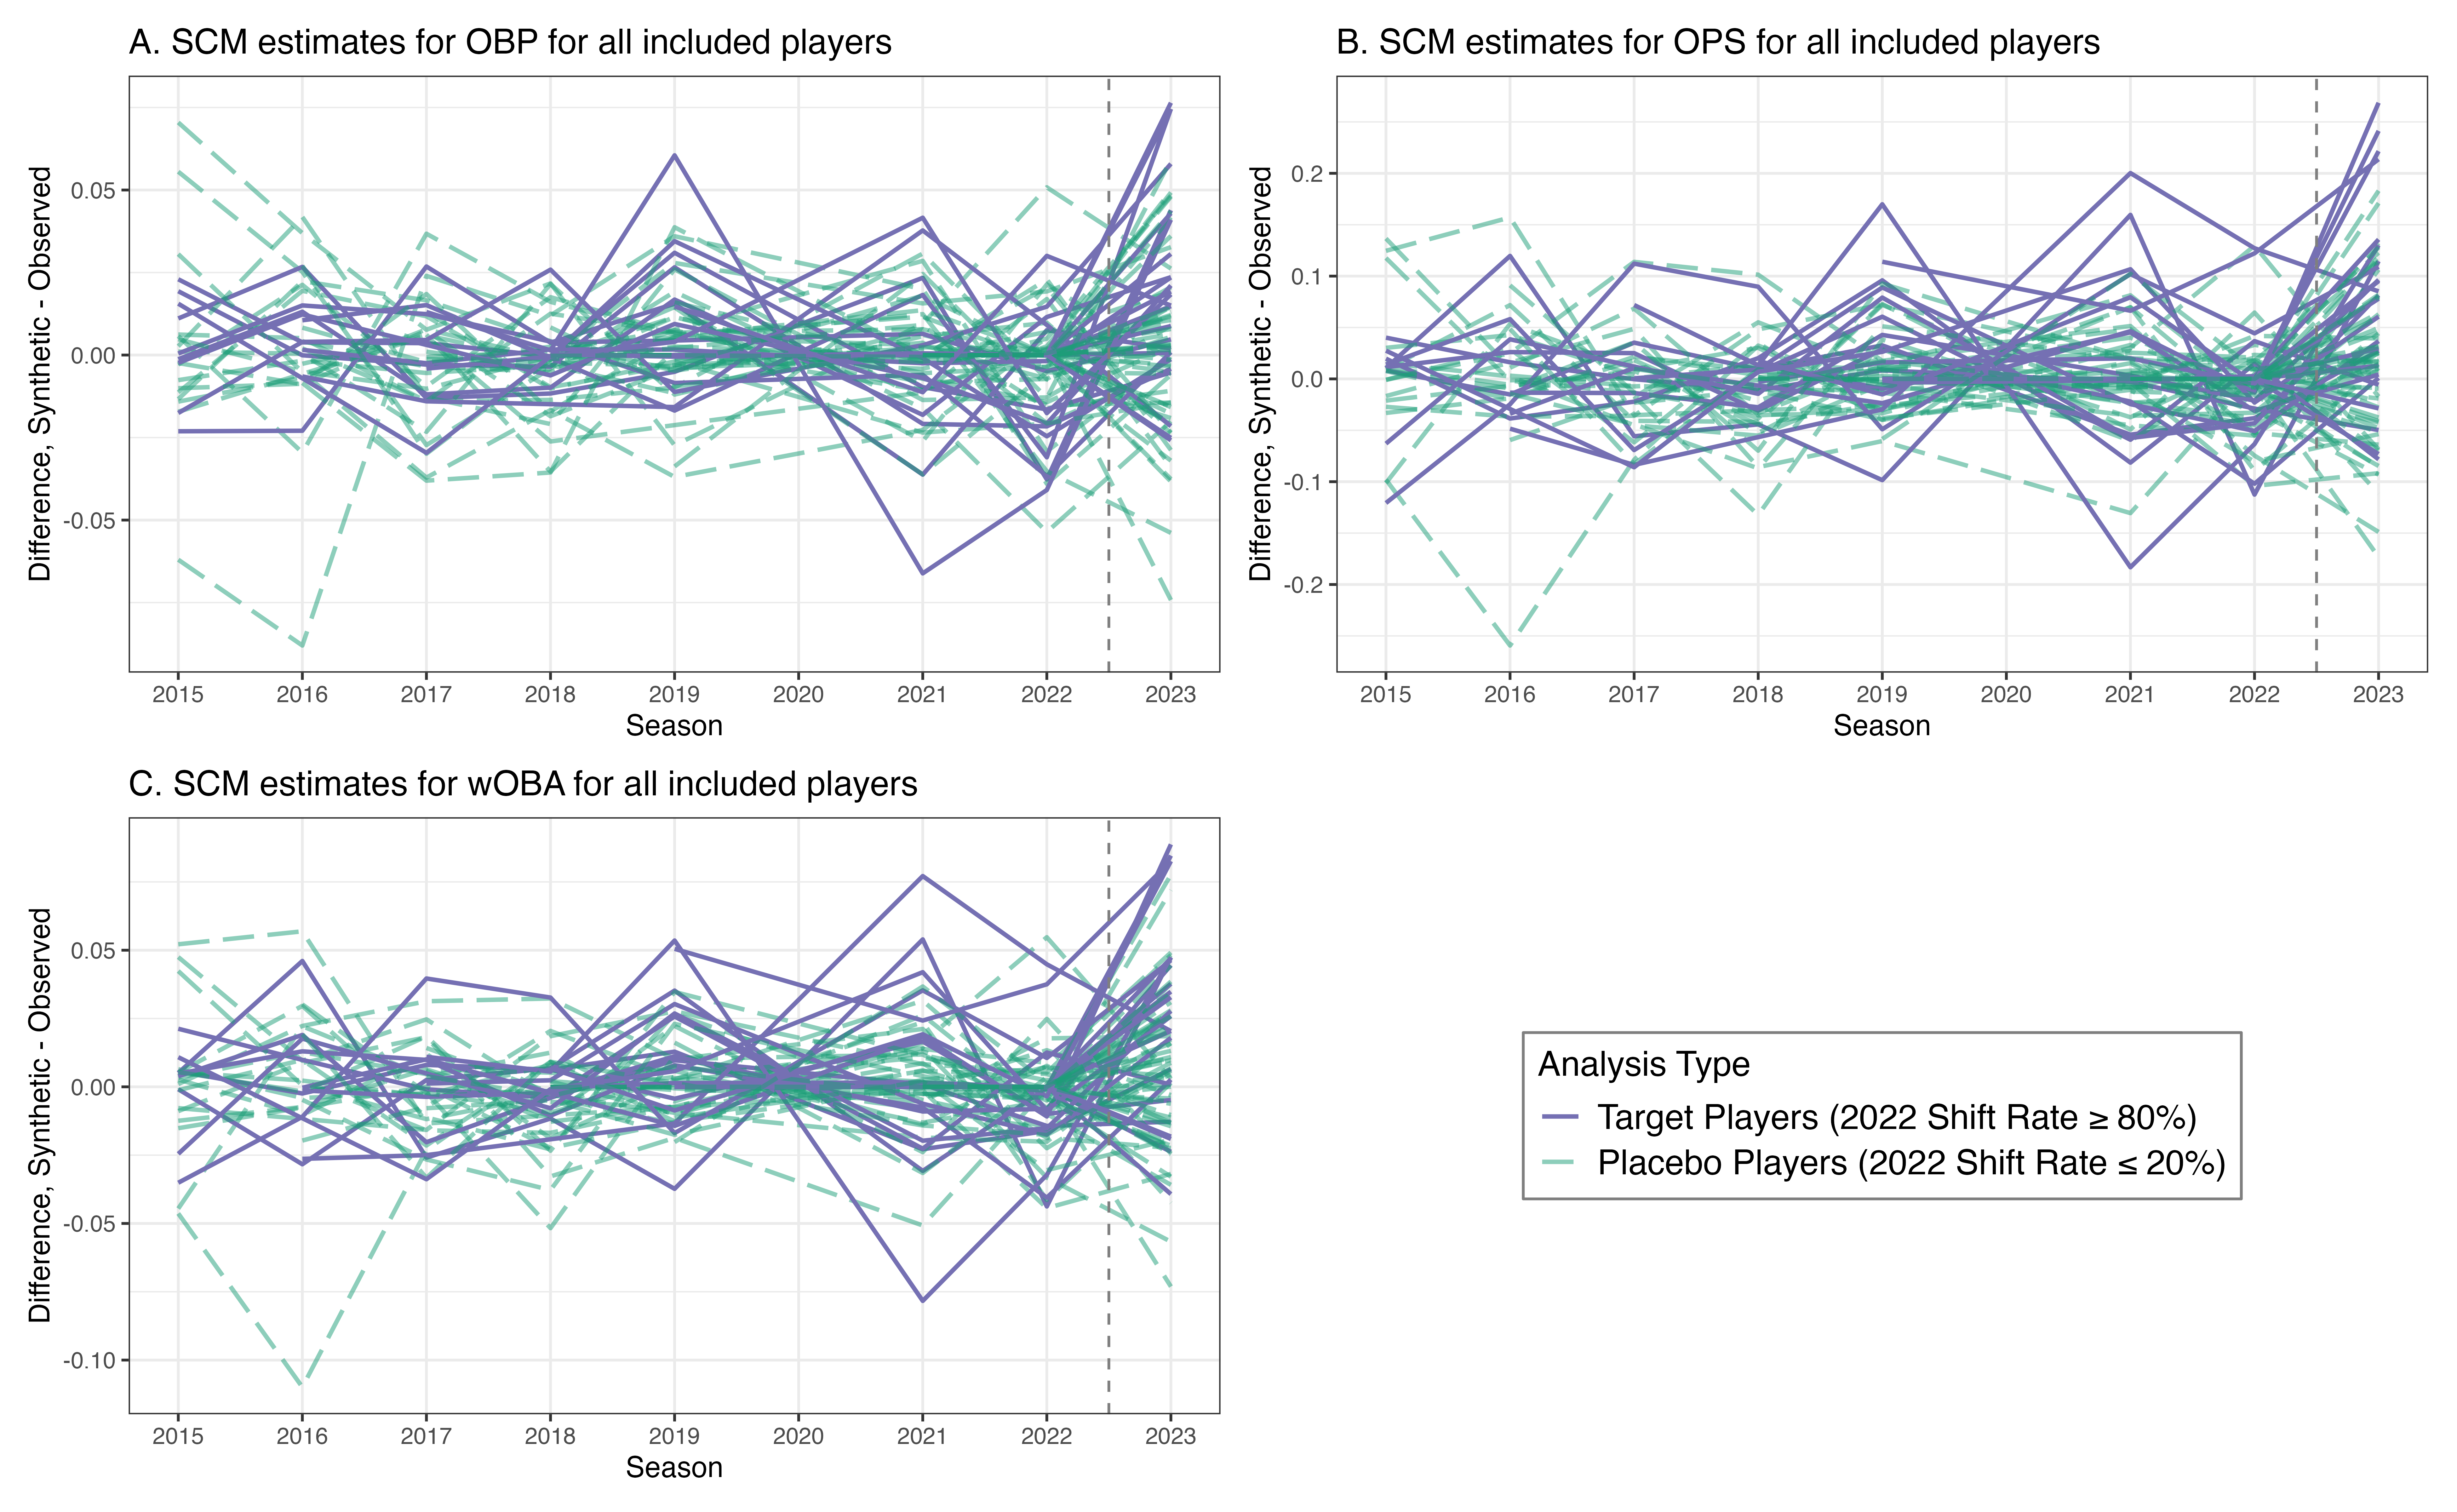 A. SCM estimates for OBP for all included players
Difference, Synthetic - Observed
0.05
0.00
-0.05
2015 2016 2017 2018 2019 2020 2021 2022 2023
Season
B. SCM estimates for OPS for all included players
Difference, Synthetic - Observed
0.2
0.1
0.0
-0.1
-0.2
2015 2016 2017 2018 2019 2020 2021 2022 2023
Season
C. SCM estimates for wOBA for all included players
Difference, Synthetic - Observed
0.05
0.00
-0.05
-0.10
2015 2016 2017 2018 2019 2020 2021 2022 2023
Season
Analysis Type
Target Players (2022 Shift Rate ≥ 80%)
Placebo Players (2022 Shift Rate ≤ 20%)